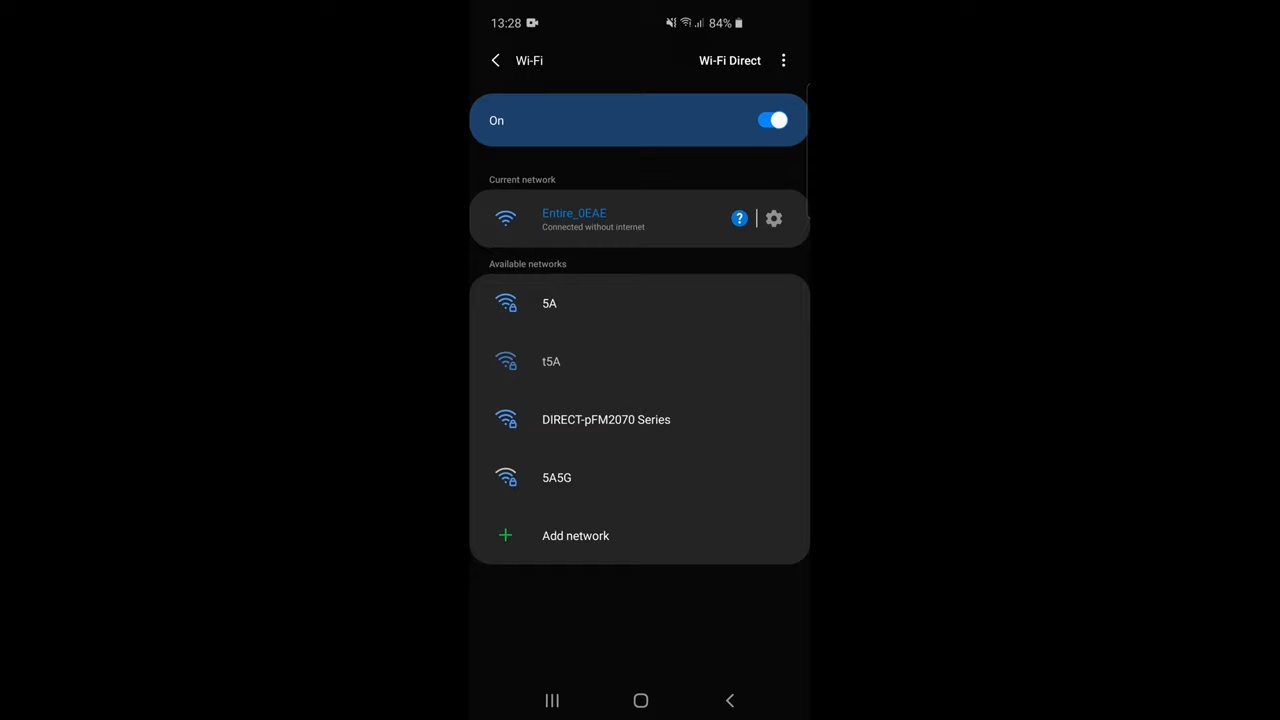 13:28 84%
Wi-Fi Wi-Fi Direct
On
Current network
Entire_0EAE
Connected without internet
?
Available networks
5A
t5A
DIRECT-pFM2070 Series
5A5G
Add network